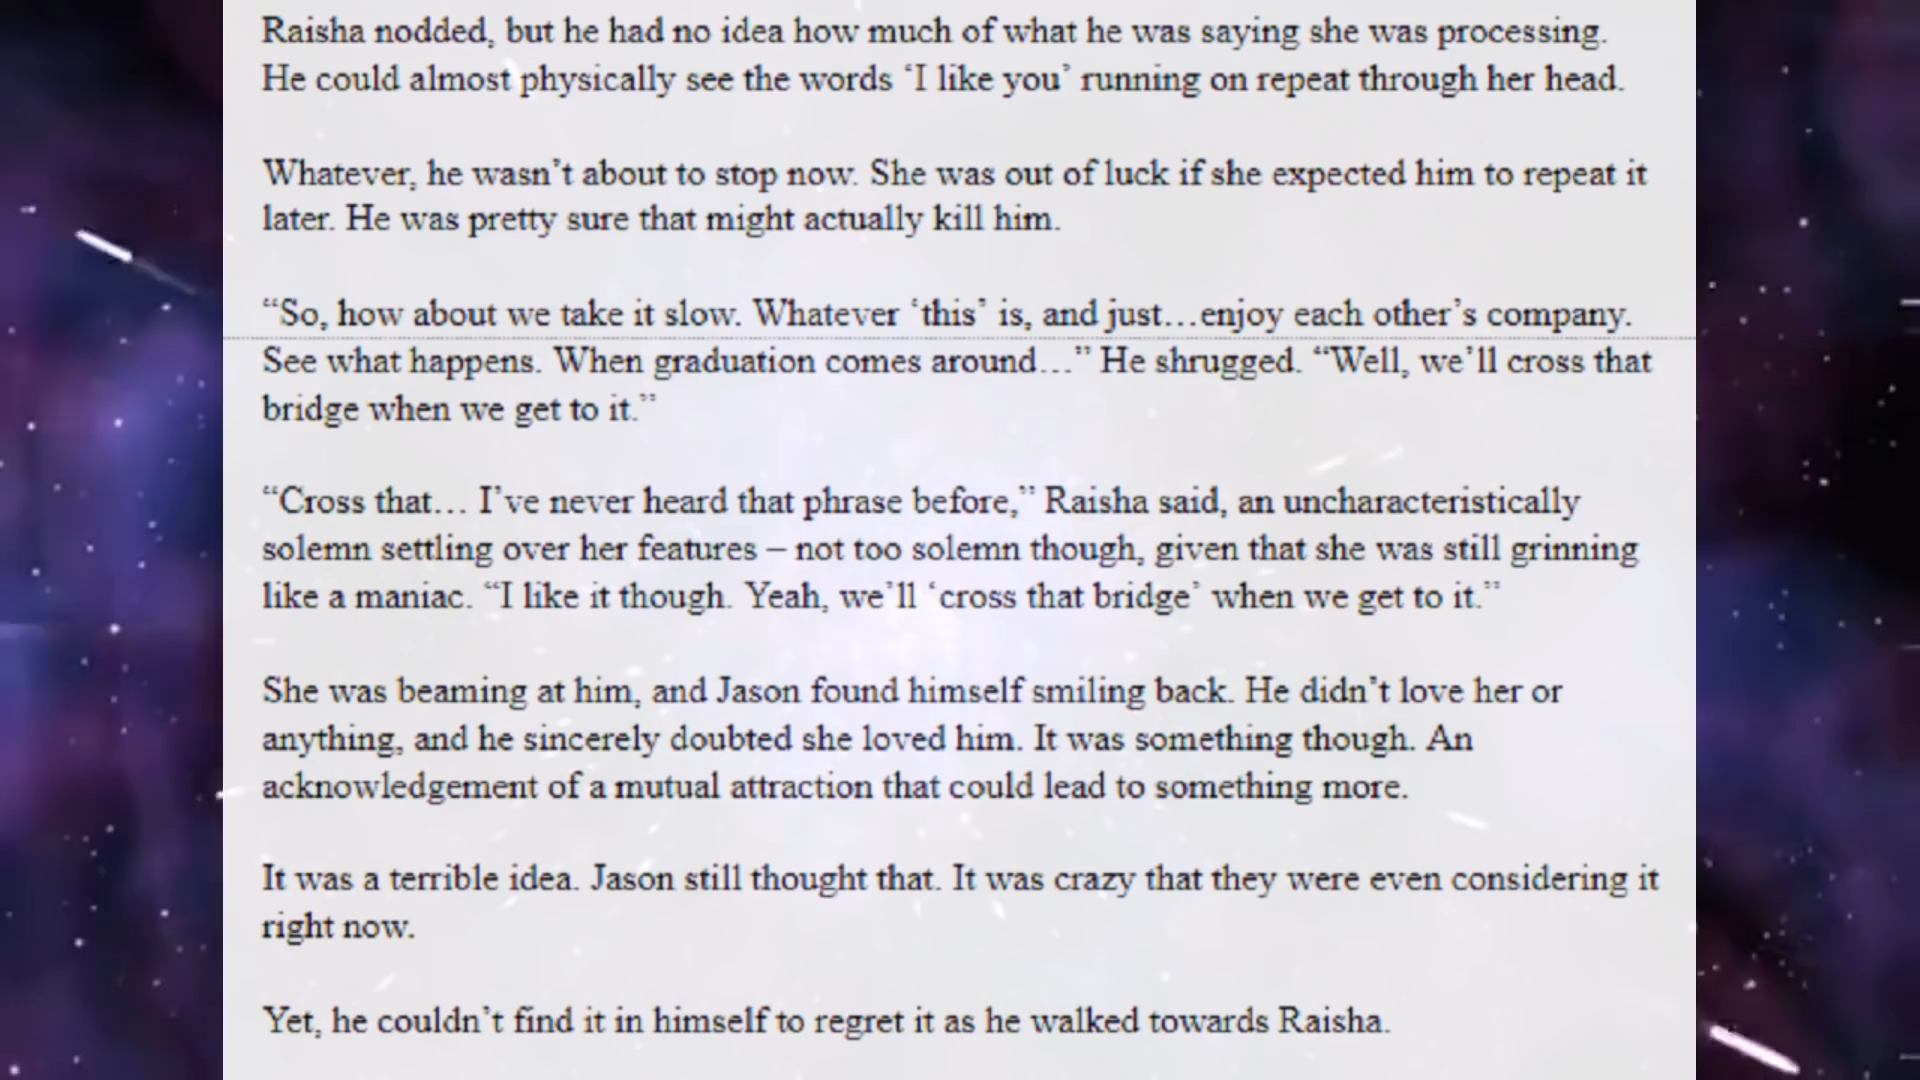 Raisha nodded, but he had no idea how much of what he was saying she was processing.
He could almost physically see the words ‘I like you’ running on repeat through her head.
Whatever, he wasn’t about to stop now. She was out of luck if she expected him to repeat it
later. He was pretty sure that might actually kill him.
“So, how about we take it slow. Whatever ‘this’ is, and just…enjoy each other’s company.
See what happens. When graduation comes around…” He shrugged. “Well, we’ll cross that
bridge when we get to it.”
“Cross that… I’ve never heard that phrase before,” Raisha said, an uncharacteristically
solemn settling over her features – not too solemn though, given that she was still grinning
like a maniac. “I like it though. Yeah, we’ll ‘cross that bridge’ when we get to it.”
She was beaming at him, and Jason found himself smiling back. He didn’t love her or
anything, and he sincerely doubted she loved him. It was something though. An
acknowledgement of a mutual attraction that could lead to something more.
It was a terrible idea. Jason still thought that. It was crazy that they were even considering it
right now.
Yet, he couldn’t find it in himself to regret it as he walked towards Raisha.